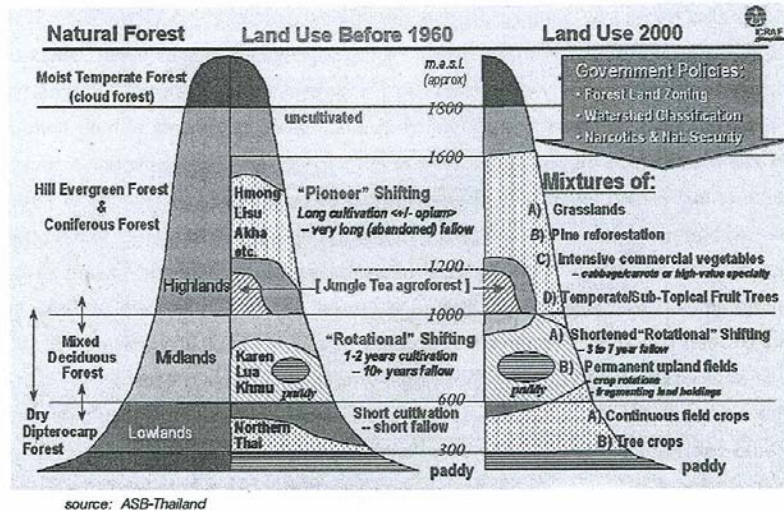 ICRAF
Natural Forest
Land Use Before 1960
Land Use 2000
m.a.s.l.
(approx)
Government Policies:
• Forest Land Zoning
• Watershed Classification
• Narcotics & Nat. Security
Moist Temperate Forest
(cloud forest)
1800
uncultivated
1600
Hill Evergreen Forest
&
Coniferous Forest
Hmong
Lisu
Akha
etc.
"Pioneer" Shifting
Long cultivation <+/- opium>
– very long (abandoned) fallow
Mixtures of:
A) Grasslands
B) Pine reforestation
C) Intensive commercial vegetables
– cabbage/carrots or high-value specialty
D) Temperate/Sub-Topical Fruit Trees
1200
Highlands
[ Jungle Tea agroforest ]
1000
Mixed
Deciduous
Forest
Midlands
Karen
Lua
Khmu
paddy
"Rotational" Shifting
1-2 years cultivation
– 10+ years fallow
paddy
A) Shortened "Rotational" Shifting
– 3 to 7 year fallow
B) Permanent upland fields
– crop rotations
– fragmenting land holdings
600
Dry
Dipterocarp
Forest
Lowlands
Northern
Thai
Short cultivation
-- short fallow
A) Continuous field crops
B) Tree crops
300
paddy
paddy
source: ASB-Thailand